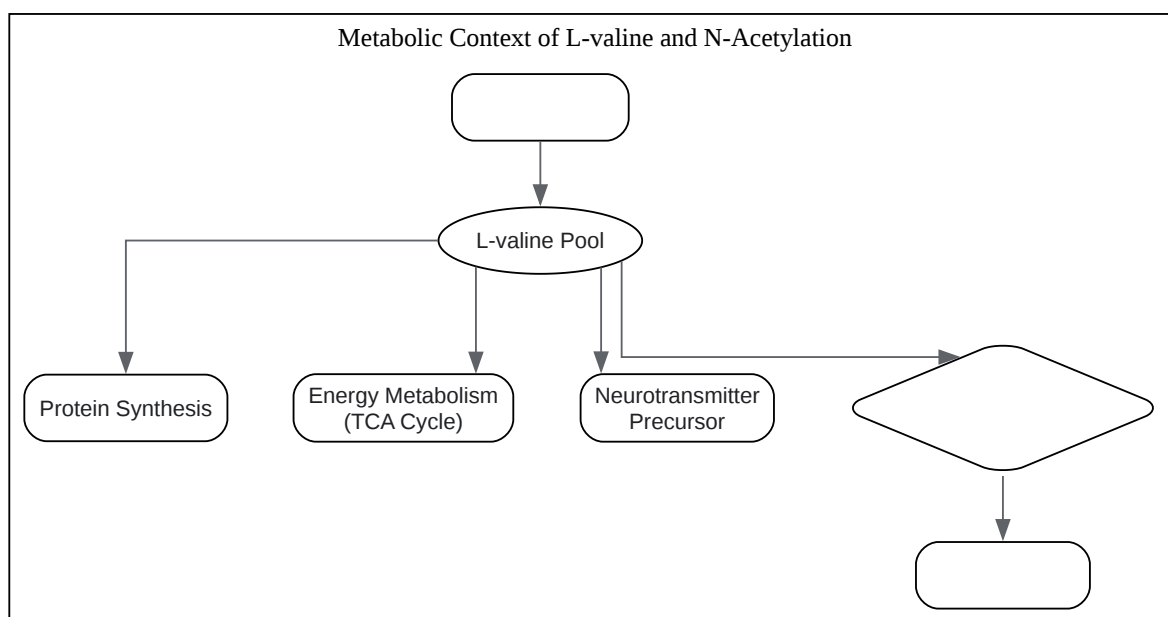 Metabolic Context of L-valine and N-Acetylation
L-valine Pool
Protein Synthesis
Energy Metabolism
(TCA Cycle)
Neurotransmitter
Precursor